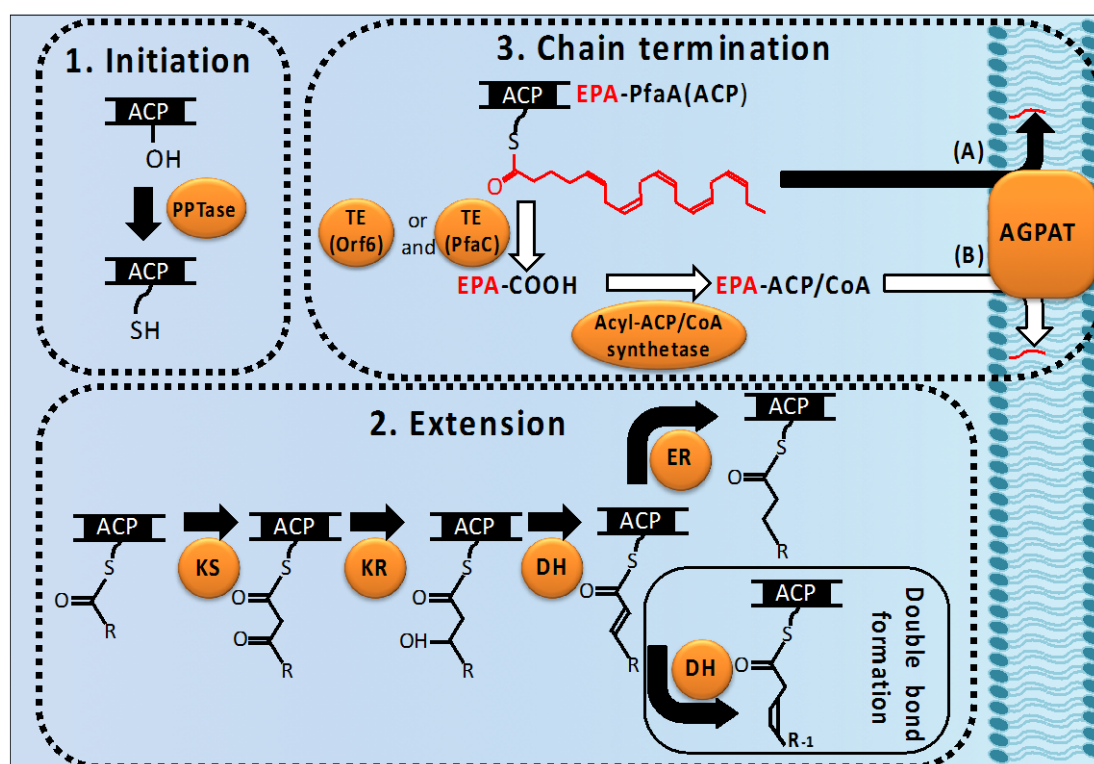 1. Initiation
ACP
OH
PPTase
ACP
SH
3. Chain termination
ACP
EPA-PfaA(ACP)
S
O
TE
(Orf6)
or
and
TE
(PfaC)
EPA-COOH
Acyl-ACP/CoA
synthetase
EPA-ACP/CoA
(A)
(B)
AGPAT
2. Extension
ACP
S
O
R
KS
ACP
S
O
O
R
KR
ACP
S
O
OH
R
DH
ACP
S
O
R
ER
ACP
S
O
R
DH
ACP
S
O
R-1
Double bond
formation